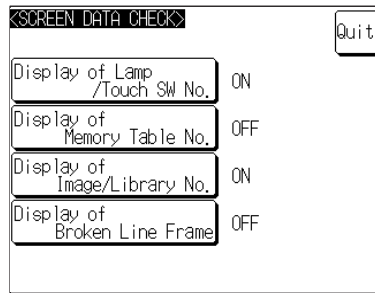 <SCREEN DATA CHECK>
Quit
Display of Lamp
/Touch SW No.
ON
Display of
Memory Table No.
OFF
Display of
Image/Library No.
ON
Display of
Broken Line Frame
OFF